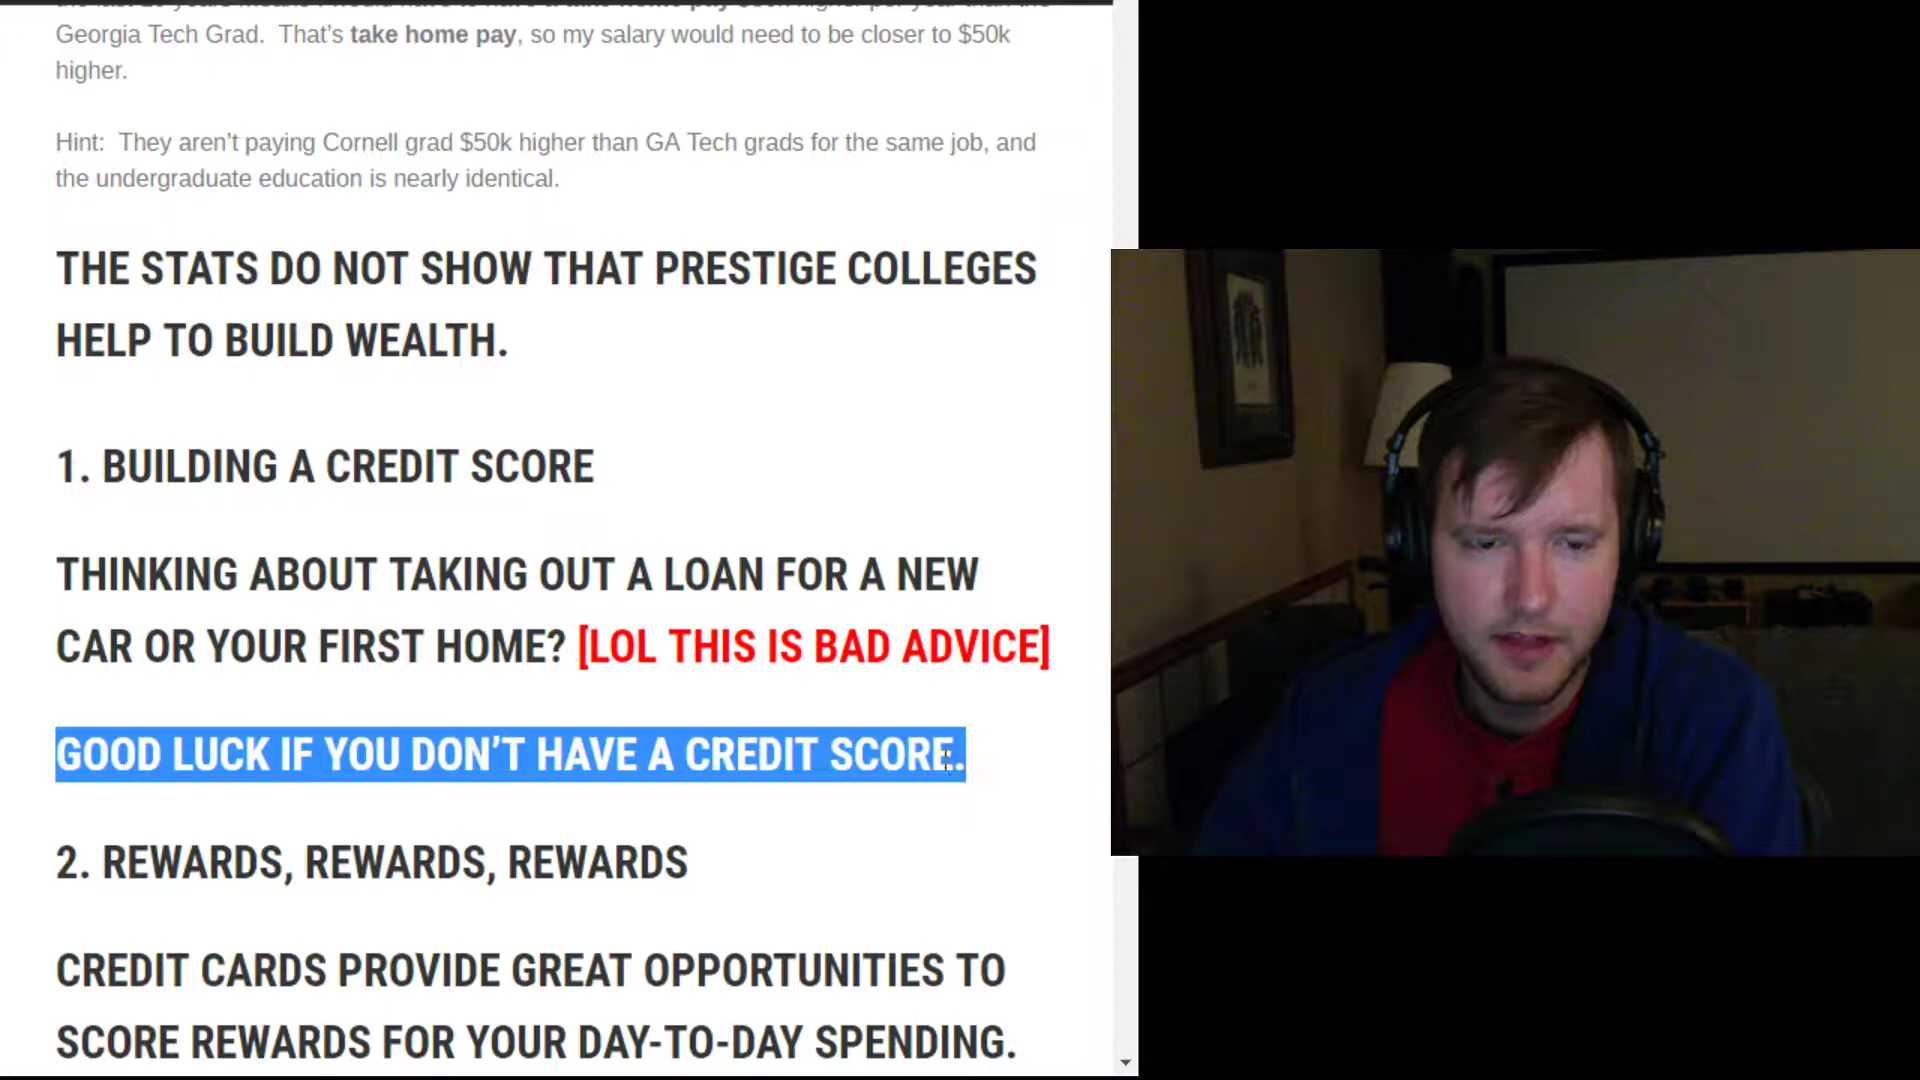 Georgia Tech Grad.  That's take home pay, so my salary would need to be closer to $50k
higher.
Hint:  They aren't paying Cornell grad $50k higher than GA Tech grads for the same job, and
the undergraduate education is nearly identical.
THE STATS DO NOT SHOW THAT PRESTIGE COLLEGES
HELP TO BUILD WEALTH.
1. BUILDING A CREDIT SCORE
THINKING ABOUT TAKING OUT A LOAN FOR A NEW
CAR OR YOUR FIRST HOME? [LOL THIS IS BAD ADVICE]
GOOD LUCK IF YOU DON'T HAVE A CREDIT SCORE.
2. REWARDS, REWARDS, REWARDS
CREDIT CARDS PROVIDE GREAT OPPORTUNITIES TO
SCORE REWARDS FOR YOUR DAY-TO-DAY SPENDING.